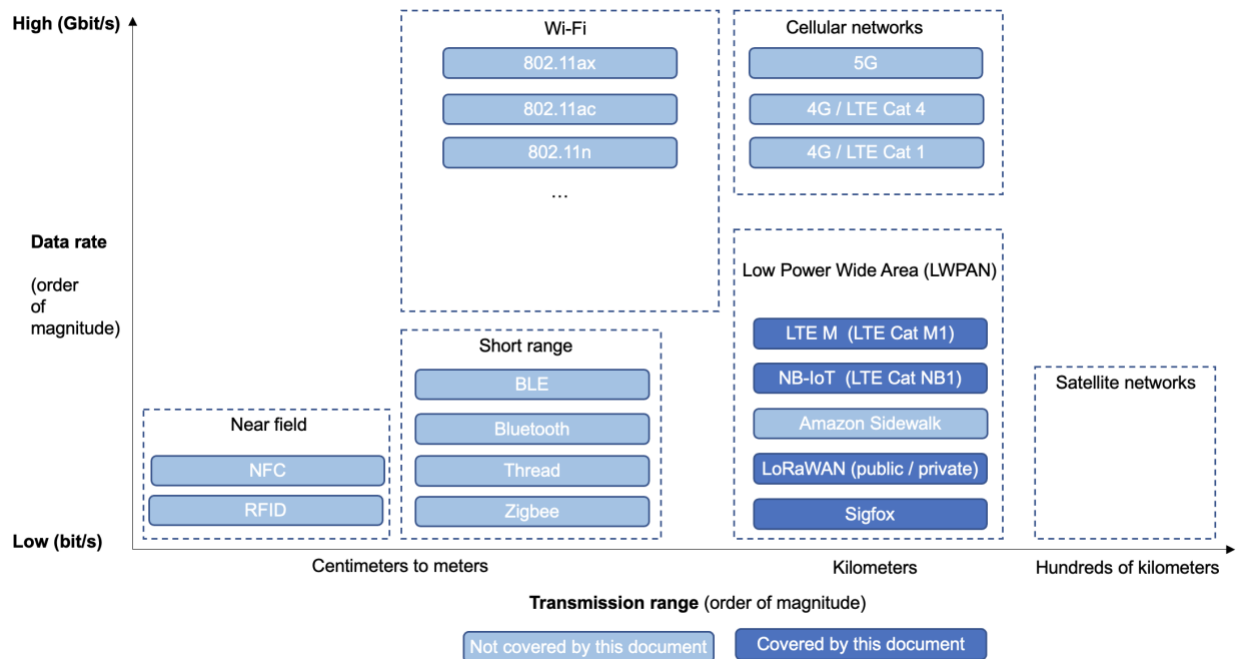 High (Gbit/s)
Wi-Fi
802.11ax
802.11ac
802.11n
...
Cellular networks
5G
4G / LTE Cat 4
4G / LTE Cat 1
Data rate
(order
of
magnitude)
Low Power Wide Area (LWPAN)
LTE M (LTE Cat M1)
NB-IoT (LTE Cat NB1)
Amazon Sidewalk
LoRaWAN (public / private)
Sigfox
Short range
BLE
Bluetooth
Thread
Zigbee
Near field
NFC
RFID
Satellite networks
Low (bit/s)
Centimeters to meters
Kilometers
Hundreds of kilometers
Transmission range (order of magnitude)
Not covered by this document
Covered by this document